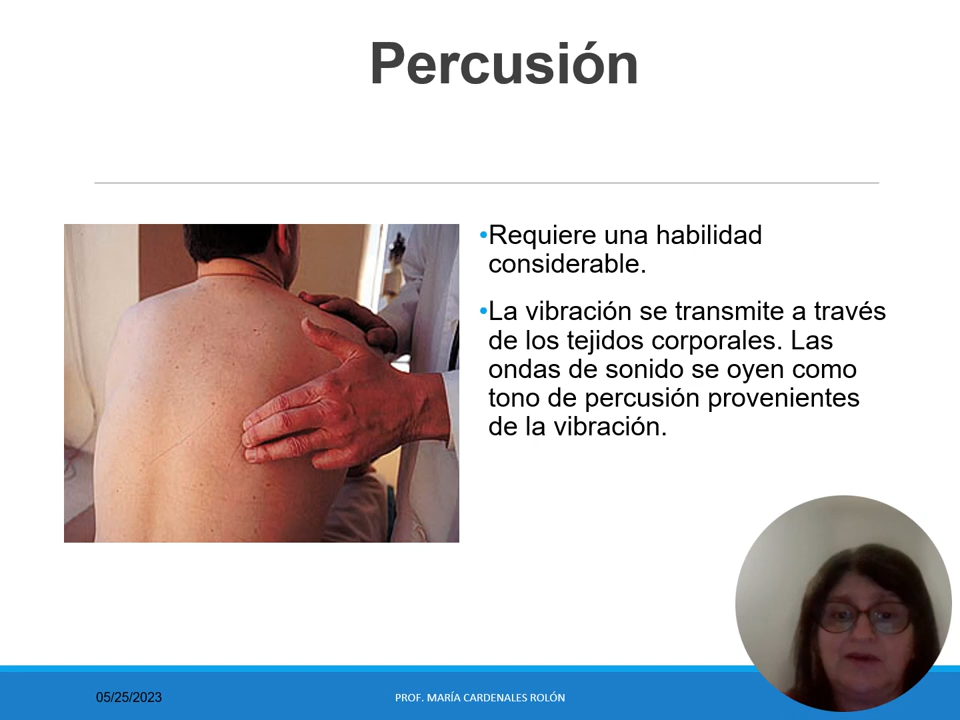 Percusión
•Requiere una habilidad
considerable.
•La vibración se transmite a través
de los tejidos corporales. Las
ondas de sonido se oyen como
tono de percusión provenientes
de la vibración.
05/25/2023
PROF. MARÍA CARDENALES ROLÓN